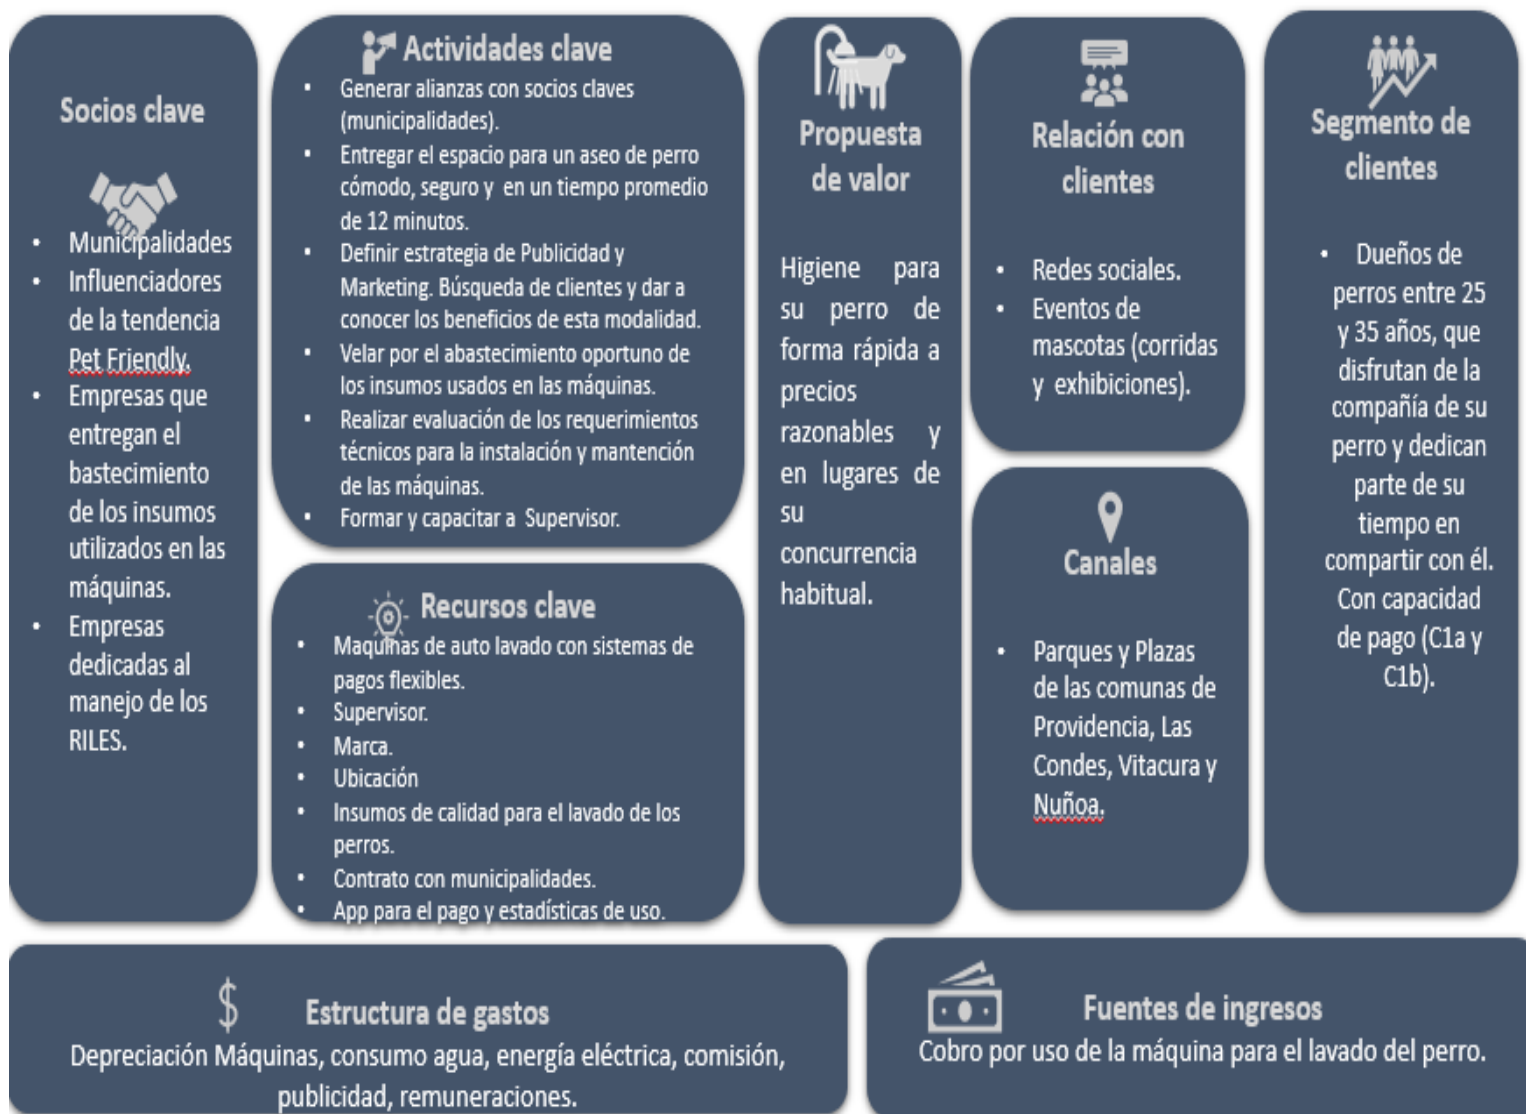 Socios clave
• Municipalidades
• Influenciadores
de la tendencia
Pet Friendly.
• Empresas que
entregan el
bastecimiento
de los insumos
utilizados en las
máquinas.
• Empresas
dedicadas al
manejo de los
RILES.
Actividades clave
• Generar alianzas con socios claves
(municipalidades).
• Entregar el espacio para un aseo de perro
cómodo, seguro y en un tiempo promedio
de 12 minutos.
• Definir estrategia de Publicidad y
Marketing. Búsqueda de clientes y dar a
conocer los beneficios de esta modalidad.
• Velar por el abastecimiento oportuno de
los insumos usados en las máquinas.
• Realizar evaluación de los requerimientos
técnicos para la instalación y mantención
de las máquinas.
• Formar y capacitar a Supervisor.
Recursos clave
• Maquinas de auto lavado con sistemas de
pagos flexibles.
• Supervisor.
• Marca.
• Ubicación
• Insumos de calidad para el lavado de los
perros.
• Contrato con municipalidades.
• App para el pago y estadísticas de uso.
Propuesta
de valor
Higiene para
su perro de
forma rápida a
precios
razonables y
en lugares de
su
concurrencia
habitual.
Relación con
clientes
• Redes sociales.
• Eventos de
mascotas (corridas
y exhibiciones).
Canales
• Parques y Plazas
de las comunas de
Providencia, Las
Condes, Vitacura y
Nuñoa.
Segmento de
clientes
• Dueños de
perros entre 25
y 35 años, que
disfrutan de la
compañía de su
perro y dedican
parte de su
tiempo en
compartir con él.
Con capacidad
de pago (C1a y
C1b).
$
Estructura de gastos
Depreciación Máquinas, consumo agua, energía eléctrica, comisión,
publicidad, remuneraciones.
Fuentes de ingresos
Cobro por uso de la máquina para el lavado del perro.